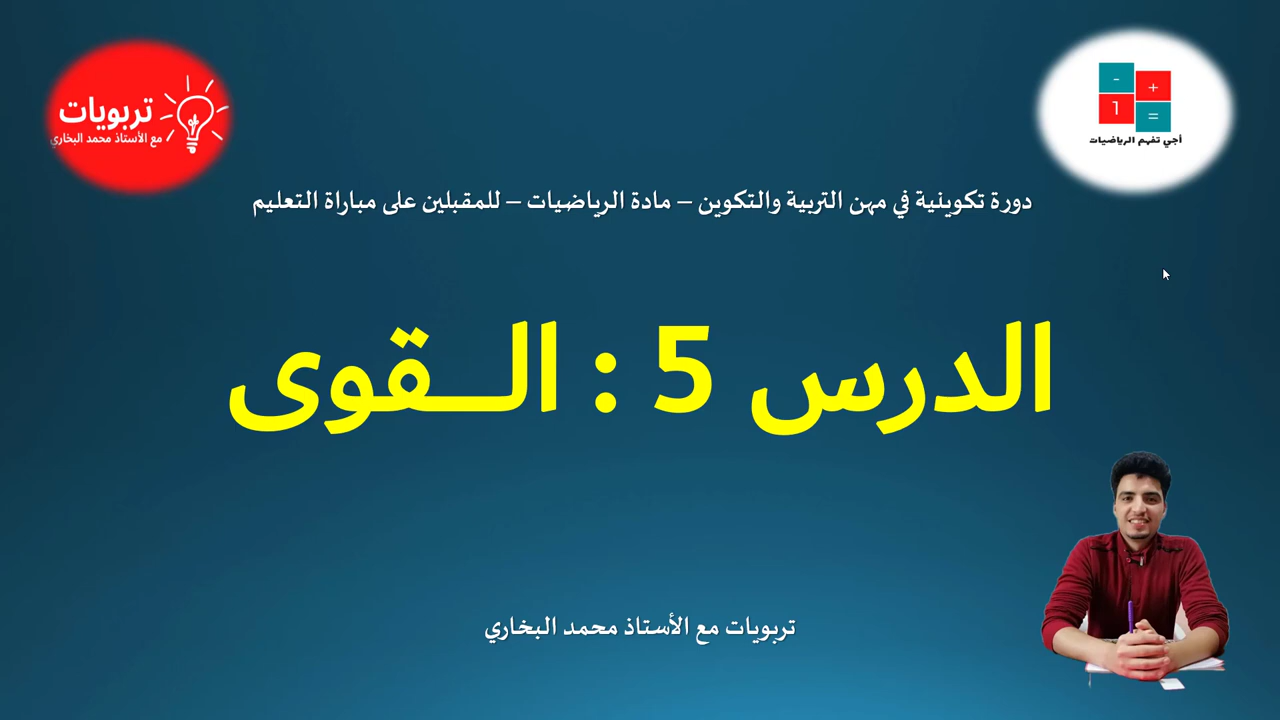 تربويات
مع الأستاذ محمد البخاري
- +
1 =
أجي تفهم الرياضيات
دورة تكوينية في مهن التربية والتكوين – مادة الرياضيات – للمقبلين على مباراة التعليم
الدرس 5 : الـــقوى
تربويات مع الأستاذ محمد البخاري